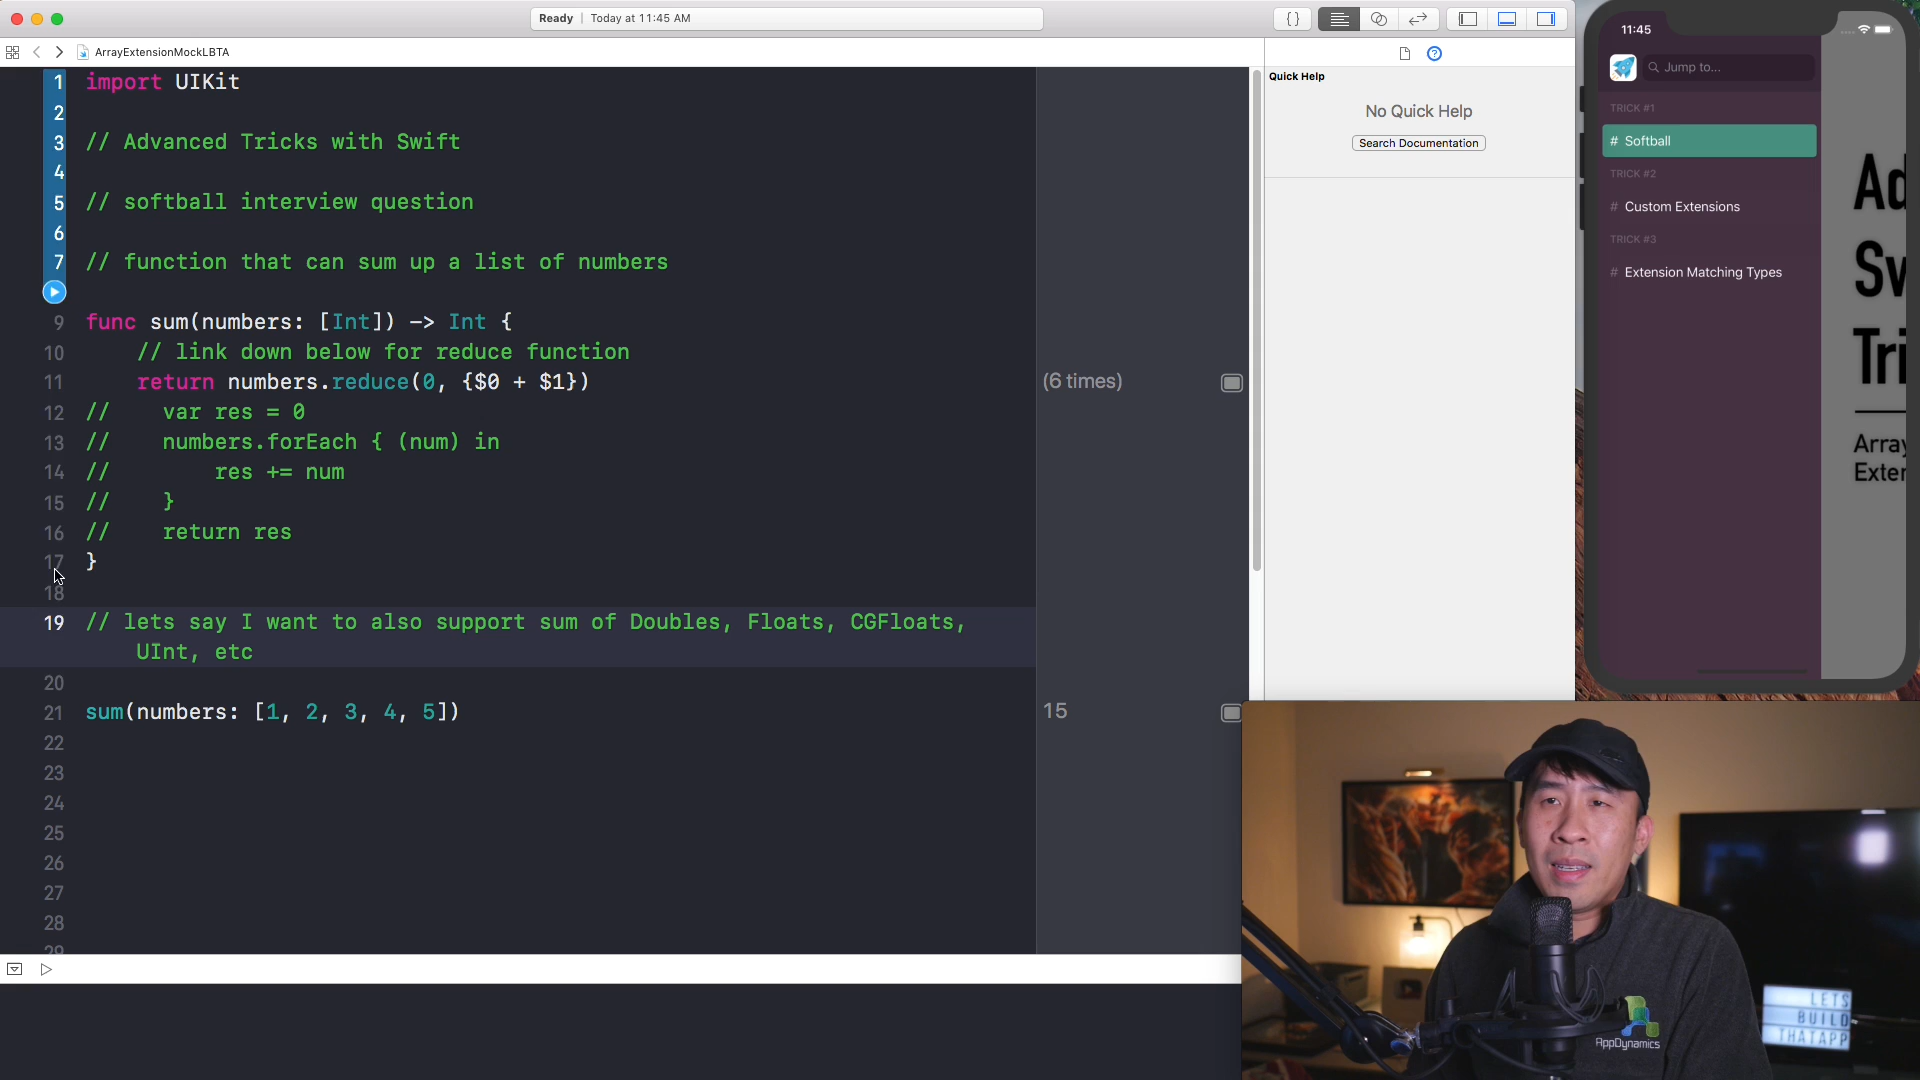 Ready | Today at 11:45 AM
{}
ArrayExtensionMockLBTA
1 import UIKit
2
3 // Advanced Tricks with Swift
4
5 // softball interview question
6
7 // function that can sum up a list of numbers
9 func sum(numbers: [Int]) -> Int {
10 // link down below for reduce function
11 return numbers.reduce(0, {$0 + $1})
(6 times)
12 // var res = 0
13 // numbers.forEach { (num) in
14 // res += num
15 // }
16 // return res
17 }
18
19 // lets say I want to also support sum of Doubles, Floats, CGFloats,
UInt, etc
20
21 sum(numbers: [1, 2, 3, 4, 5])
15
22
23
24
25
26
27
28
29
Quick Help
No Quick Help
Search Documentation
11:45
Jump to...
TRICK #1
# Softball
TRICK #2
# Custom Extensions
TRICK #3
# Extension Matching Types
Ad
Sw
Tri
Array
Exter
AppDynamics
LETS
BUILD
THATAPP